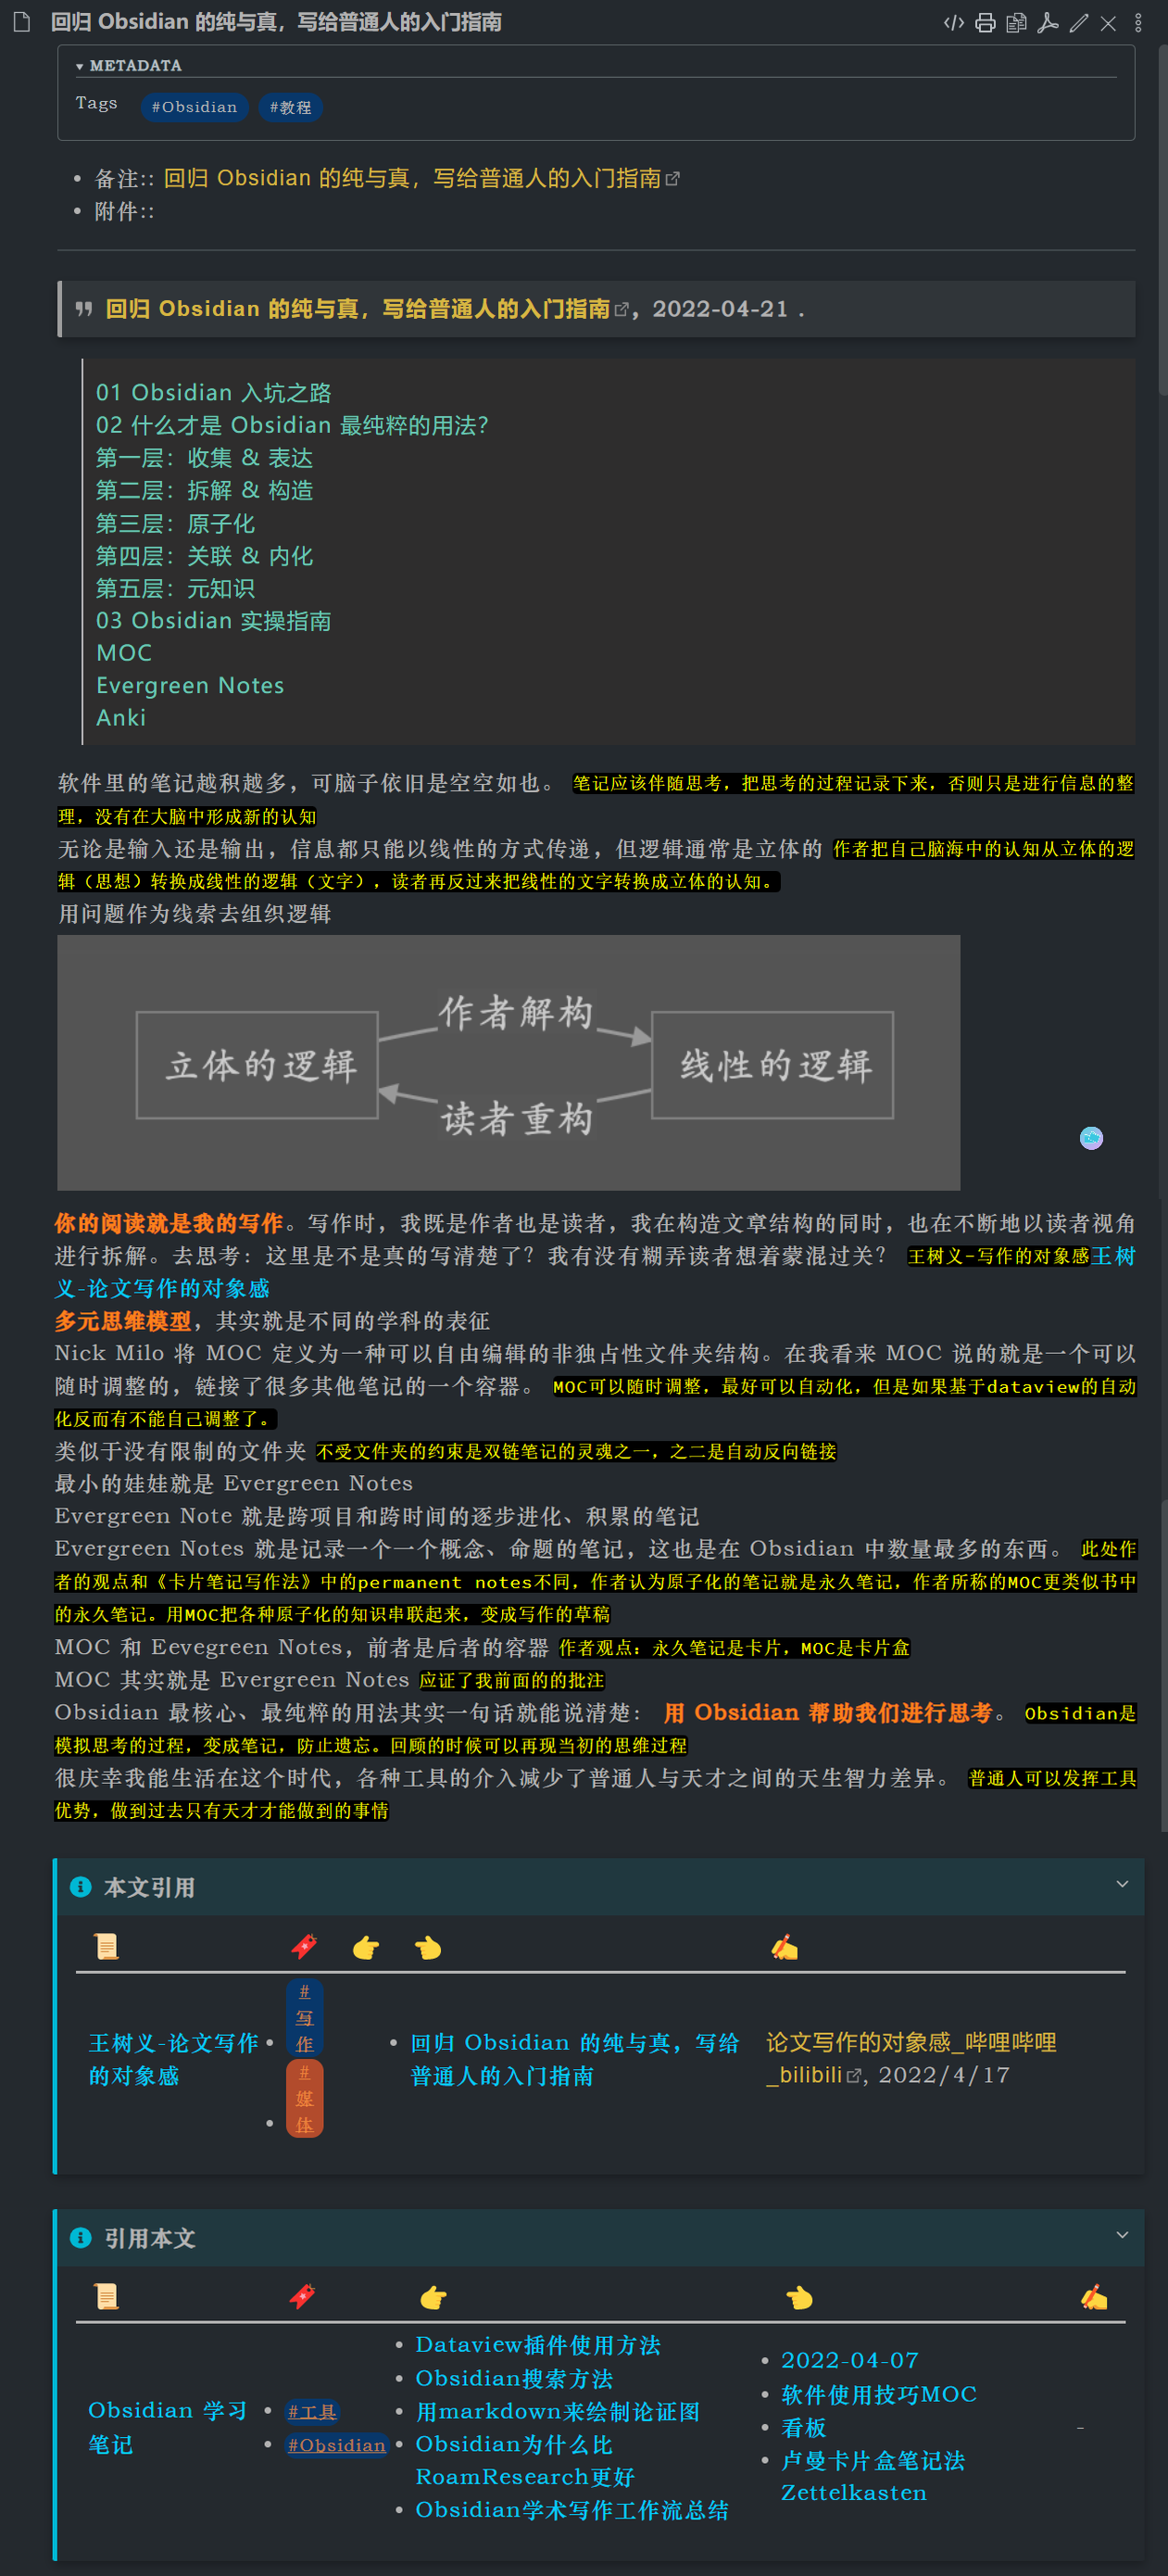 回归 Obsidian 的纯与真，写给普通人的入门指南
METADATA
Tags #Obsidian #教程
备注:: 回归 Obsidian 的纯与真，写给普通人的入门指南
附件::
回归 Obsidian 的纯与真，写给普通人的入门指南，2022-04-21 .
01 Obsidian 入坑之路
02 什么才是 Obsidian 最纯粹的用法？
第一层：收集 & 表达
第二层：拆解 & 构造
第三层：原子化
第四层：关联 & 内化
第五层：元知识
03 Obsidian 实操指南
MOC
Evergreen Notes
Anki
软件里的笔记越积越多，可脑子依旧是空空如也。 笔记应该伴随思考，把思考的过程记录下来，否则只是进行信息的整
理，没有在大脑中形成新的认知
无论是输入还是输出，信息都只能以线性的方式传递，但逻辑通常是立体的 作者把自己脑海中的认知从立体的逻
辑（思想）转换成线性的逻辑（文字），读者再反过来把线性的文字转换成立体的认知。
用问题作为线索去组织逻辑
作者解构
立体的逻辑 线性的逻辑
读者重构
你的阅读就是我的写作。写作时，我既是作者也是读者，我在构造文章结构的同时，也在不断地以读者视角
进行拆解。去思考：这里是不是真的写清楚了？我有没有糊弄读者想着蒙混过关？ 王树义-写作的对象感王树
义-论文写作的对象感
多元思维模型，其实就是不同的学科的表征
Nick Milo 将 MOC 定义为一种可以自由编辑的非独占性文件夹结构。在我看来 MOC 说的就是一个可以
随时调整的，链接了很多其他笔记的一个容器。 MOC可以随时调整，最好可以自动化，但是如果基于dataview的自动
化反而有不能自己调整了。
类似于没有限制的文件夹 不受文件夹的约束是双链笔记的灵魂之一，之二是自动反向链接
最小的娃娃就是 Evergreen Notes
Evergreen Note 就是跨项目和跨时间的逐步进化、积累的笔记
Evergreen Notes 就是记录一个一个概念、命题的笔记，这也是在 Obsidian 中数量最多的东西。 此处作
者的观点和《卡片笔记写作法》中的permanent notes不同，作者认为原子化的笔记就是永久笔记，作者所称的MOC更类似书中
的永久笔记。用MOC把各种原子化的知识串联起来，变成写作的草稿
MOC 和 Eevegreen Notes，前者是后者的容器 作者观点：永久笔记是卡片，MOC是卡片盒
MOC 其实就是 Evergreen Notes 应证了我前面的的批注
Obsidian 最核心、最纯粹的用法其实一句话就能说清楚： 用 Obsidian 帮助我们进行思考。 Obsidian是
模拟思考的过程，变成笔记，防止遗忘。回顾的时候可以再现当初的思维过程
很庆幸我能生活在这个时代，各种工具的介入减少了普通人与天才之间的天生智力差异。 普通人可以发挥工具
优势，做到过去只有天才才能做到的事情
本文引用
王树义-论文写作
的对象感
#
写
作
#
媒
体
回归 Obsidian 的纯与真，写给
普通人的入门指南
论文写作的对象感_哔哩哔哩
_bilibili, 2022/4/17
引用本文
Obsidian 学习
笔记
#工具
#Obsidian
Dataview插件使用方法
Obsidian搜索方法
用markdown来绘制论证图
Obsidian为什么比
RoamResearch更好
Obsidian学术写作工作流总结
2022-04-07
软件使用技巧MOC
看板
卢曼卡片盒笔记法
Zettelkasten
-